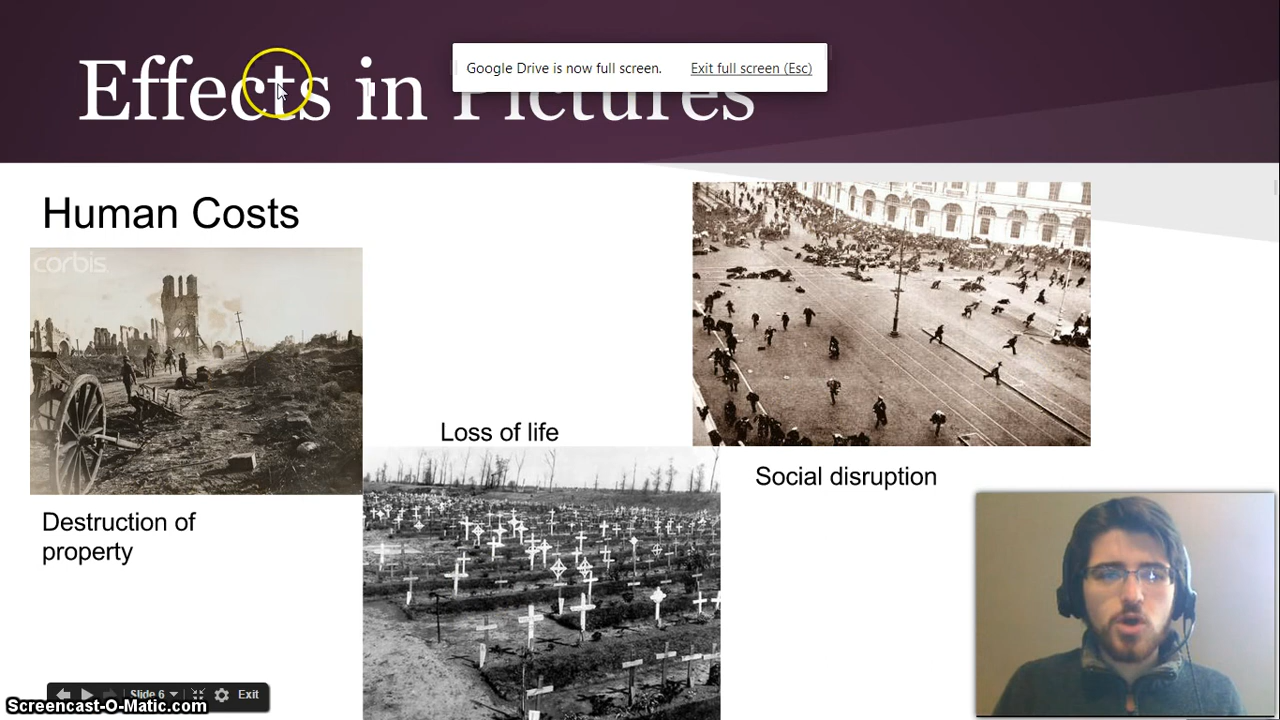 Effects in Pictures
Google Drive is now full screen. Exit full screen (Esc)
Human Costs
corbis
Loss of life
Social disruption
Destruction of
property
Slide 6 Exit
Screencast-O-Matic.com